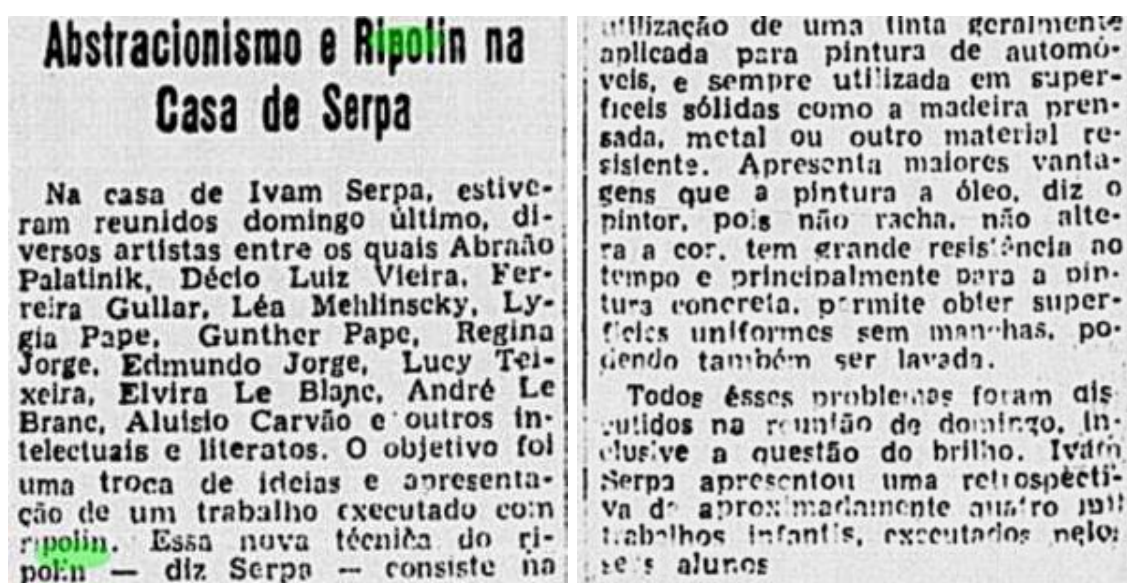 Abstracionismo e Ripolin na
Casa de Serpa
Na casa de Ivam Serpa, estive-
ram reunidos domingo último, di-
versos artistas entre os quais Abraão
Palatinik, Décio Luiz Vieira, Fer-
reira Gullar, Léa Mehlinscky, Ly-
gia Pape, Gunther Pape, Regina
Jorge, Edmundo Jorge, Lucy Tei-
xeira, Elvira Le Blanc, André Le
Branc, Aluisio Carvão e outros in-
telectuais e literatos. O objetivo foi
uma troca de ideias e apresenta-
ção de um trabalho executado com
ripolin. Essa nova técnica do ri-
polin — diz Serpa — consiste na
utilização de uma tinta geralmente
aplicada para pintura de automó-
veis, e sempre utilizada em super-
ficeis sólidas como a madeira pren-
sada, metal ou outro material re-
sistente. Apresenta maiores vanta-
gens que a pintura a óleo, diz o
pintor, pois não racha, não alte-
ra a cor, tem grande resistência ao
tempo e principalmente para a pin-
tura concreta, permite obter super-
ficies uniformes sem manchas, po-
dendo também ser lavada.
Todos ésses problemas foram dis-
cutidos na reunião de domingo, in-
clusive a questão do brilho. Ivam
Serpa apresentou uma retrospècti-
va de aproximadamente quatro mil
trabalhos infantis, executados pelos
seus alunos